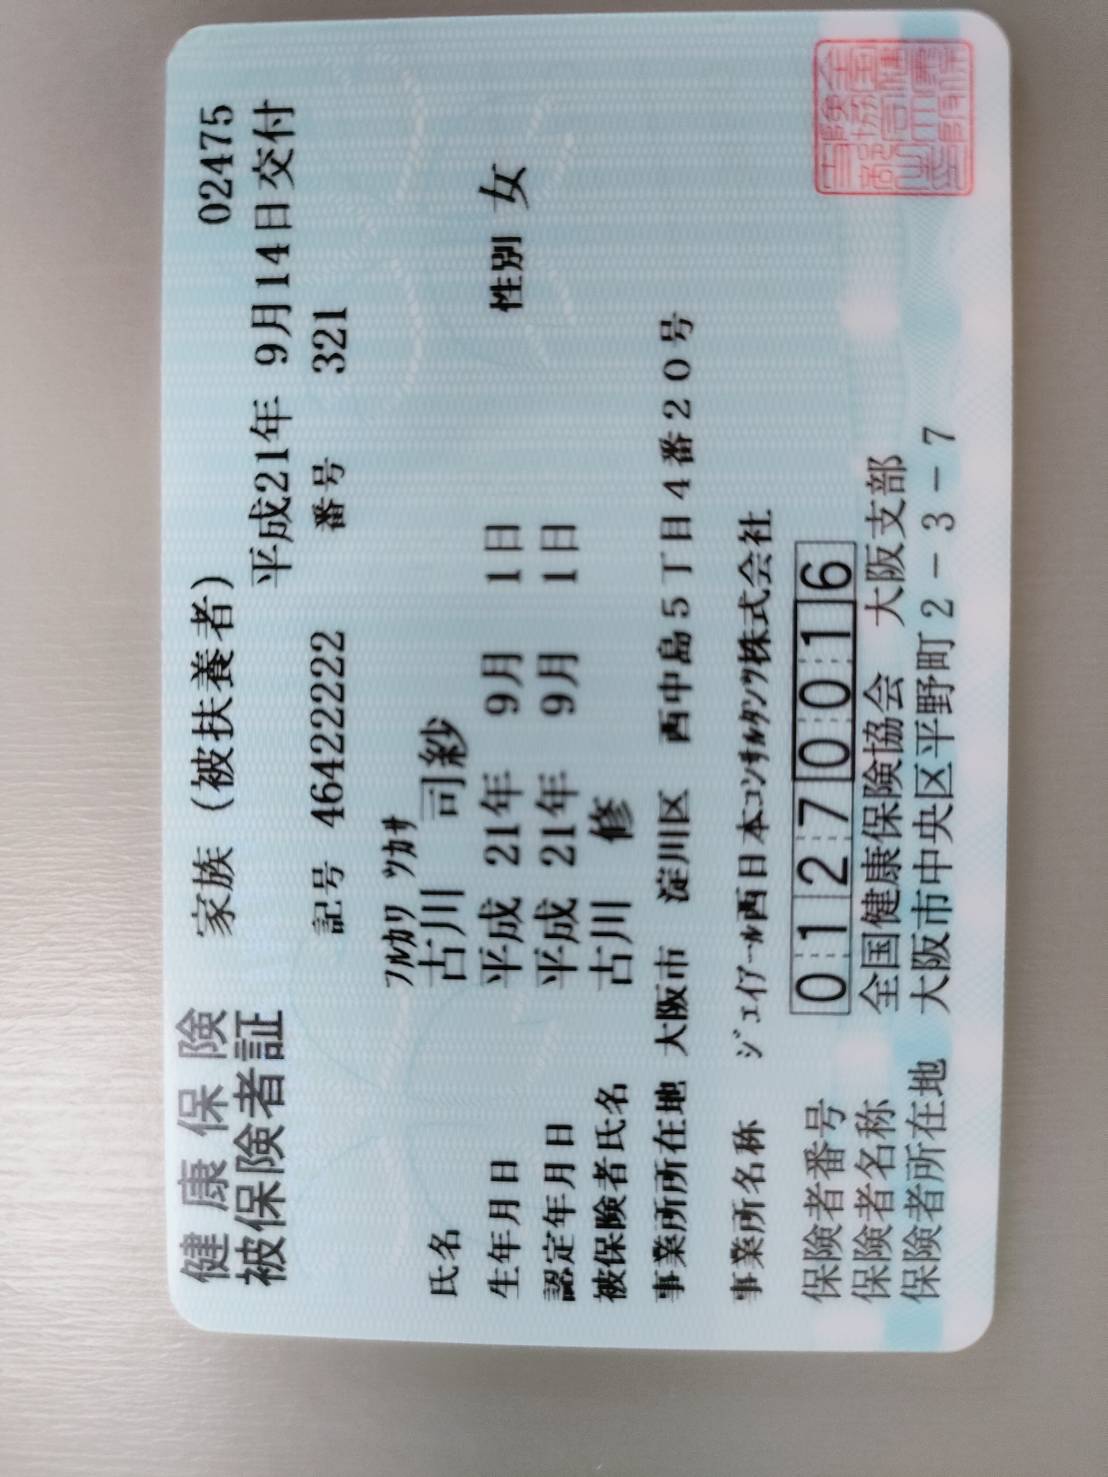 健康保険 家族（被扶養者） 02475
被保険者証 平成21年 9月14日交付
記号 46422222 番号 321
ﾌﾙｶﾜ ﾂｶｻ
氏名 古川 司紗
生年月日 平成 21年 9月 1日 性別 女
認定年月日 平成 21年 9月 1日
被保険者氏名 古川 修
事業所所在地 大阪市 淀川区 西中島５丁目４番２０号
事業所名称 ｼﾞｪｲｱｰﾙ西日本ｺﾝｻﾙﾀﾝﾂ株式会社
保険者番号 01270016
保険者名称 全国健康保険協会 大阪支部
保険者所在地 大阪市中央区平野町２－３－７